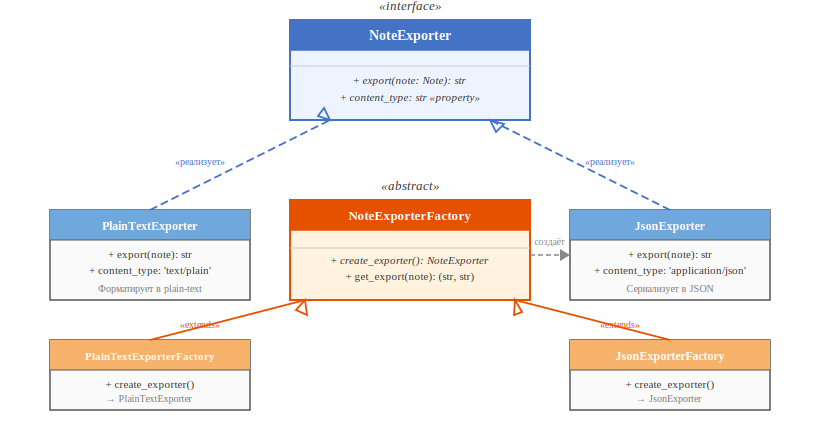 «interface»
NoteExporter
+ export(note: Note): str
+ content_type: str «property»
«реализует»
«реализует»
«abstract»
PlainTextExporter
+ export(note): str
+ content_type: 'text/plain'
Форматирует в plain-text
NoteExporterFactory
+ create_exporter(): NoteExporter
+ get_export(note): (str, str)
создаёт
JsonExporter
+ export(note): str
+ content_type: 'application/json'
Сериализует в JSON
«extends»
«extends»
PlainTextExporterFactory
+ create_exporter()
→ PlainTextExporter
JsonExporterFactory
+ create_exporter()
→ JsonExporter